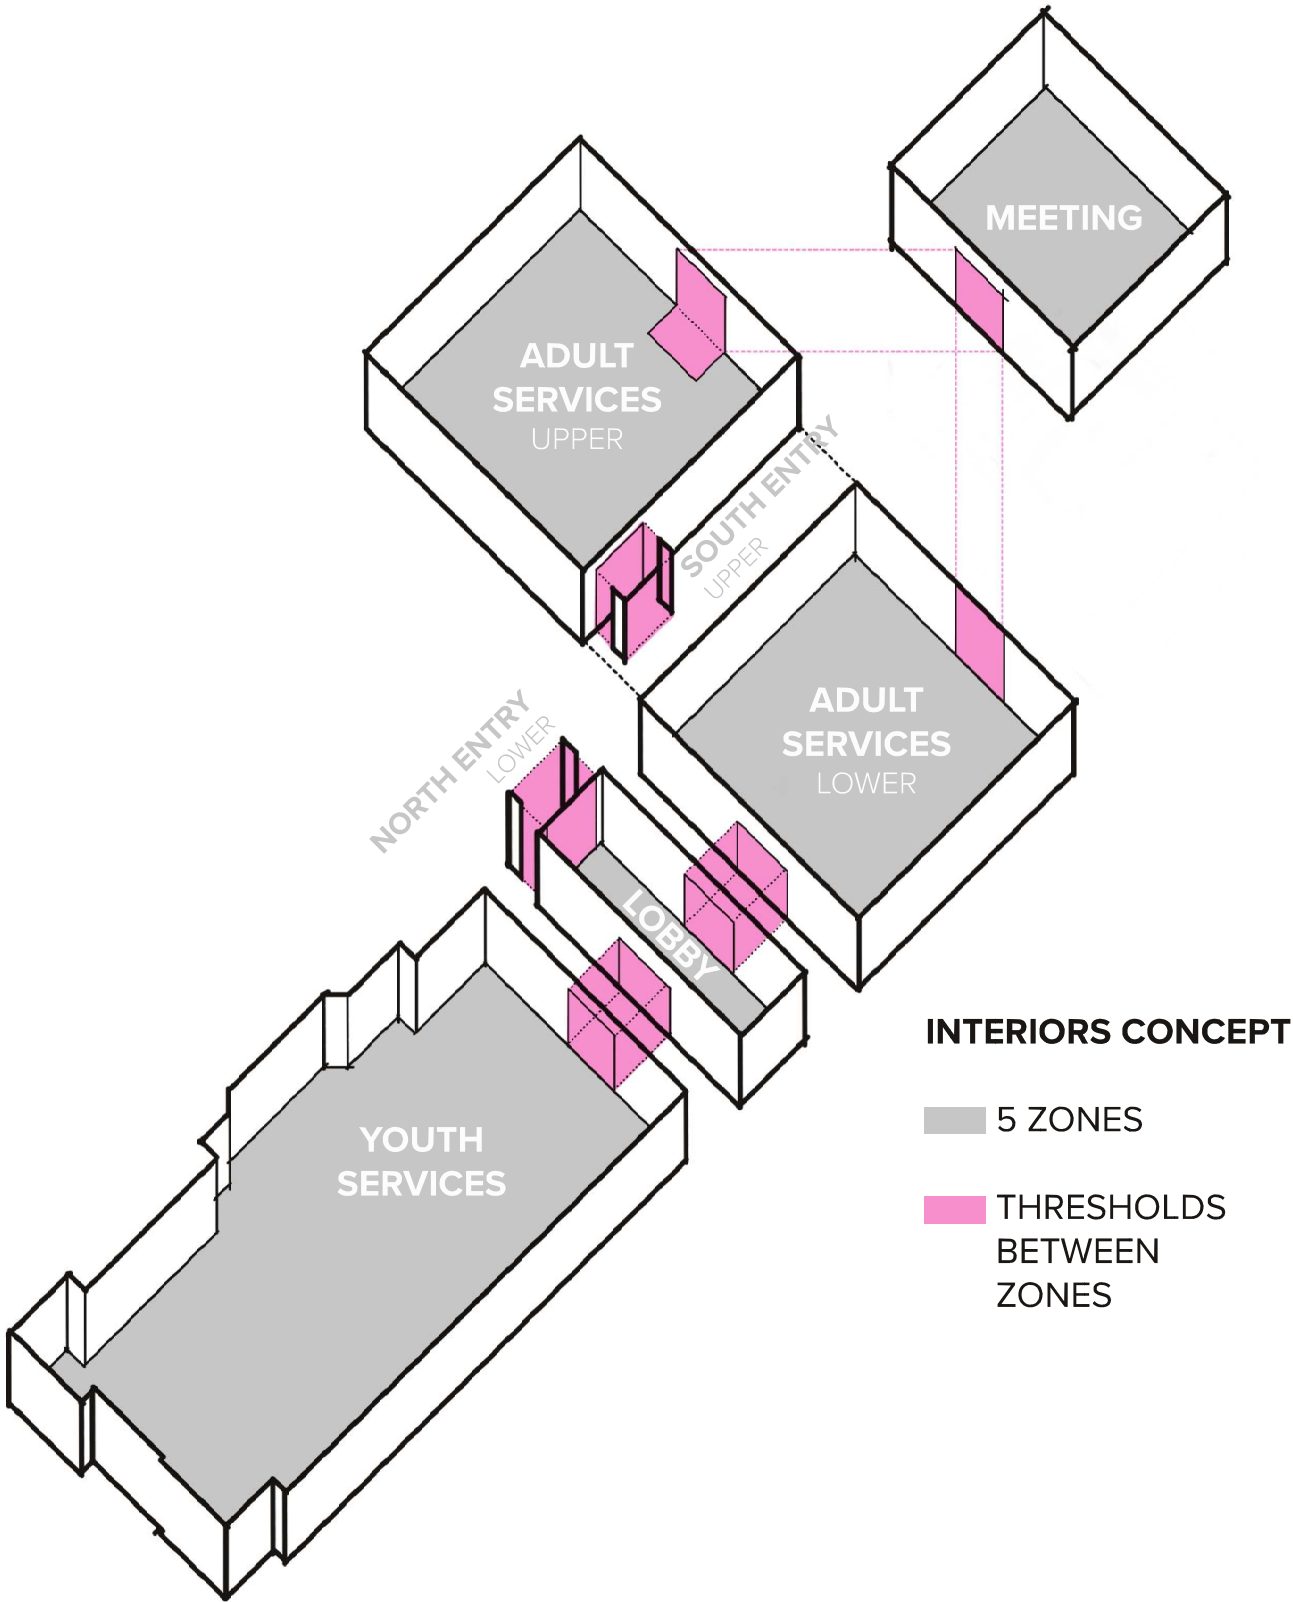 MEETING
ADULT
SERVICES
UPPER
SOUTH ENTRY
UPPER
ADULT
SERVICES
LOWER
NORTH ENTRY
LOWER
LOBBY
YOUTH
SERVICES
INTERIORS CONCEPT
5 ZONES
THRESHOLDS
BETWEEN
ZONES